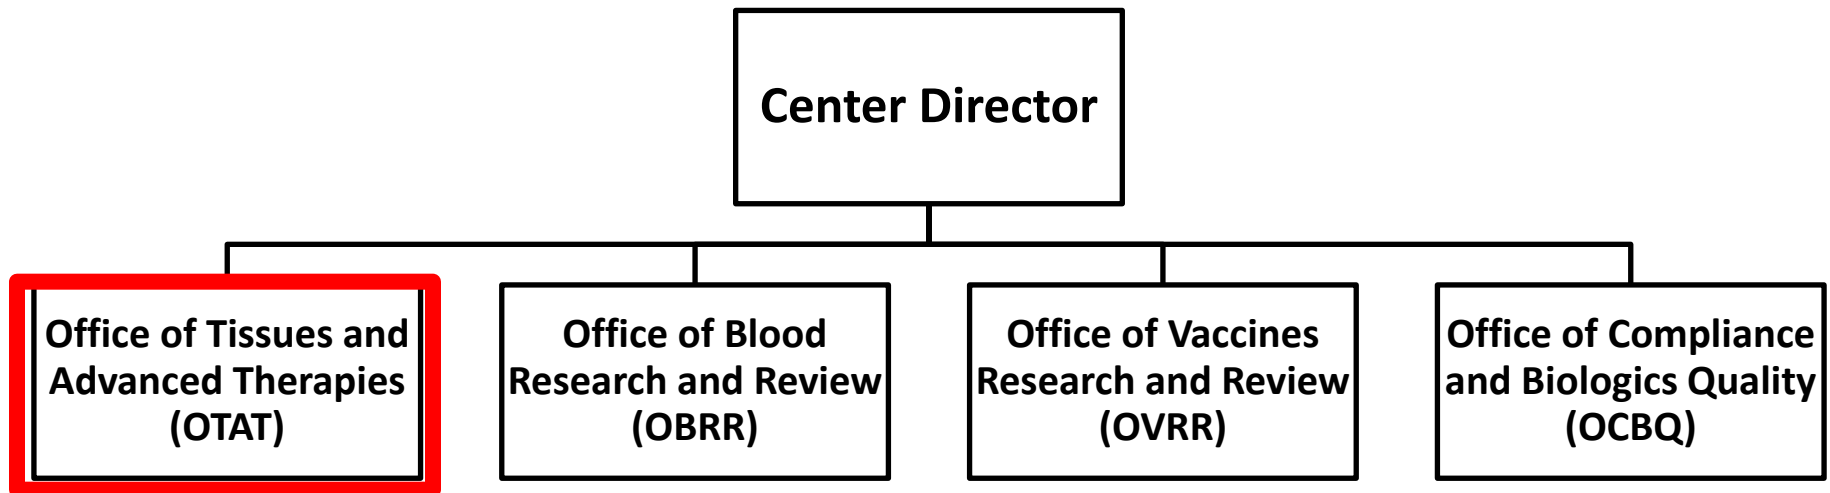 Center Director
Office of Tissues and
Advanced Therapies
(OTAT)
Office of Blood
Research and Review
(OBRR)
Office of Vaccines
Research and Review
(OVRR)
Office of Compliance
and Biologics Quality
(OCBQ)